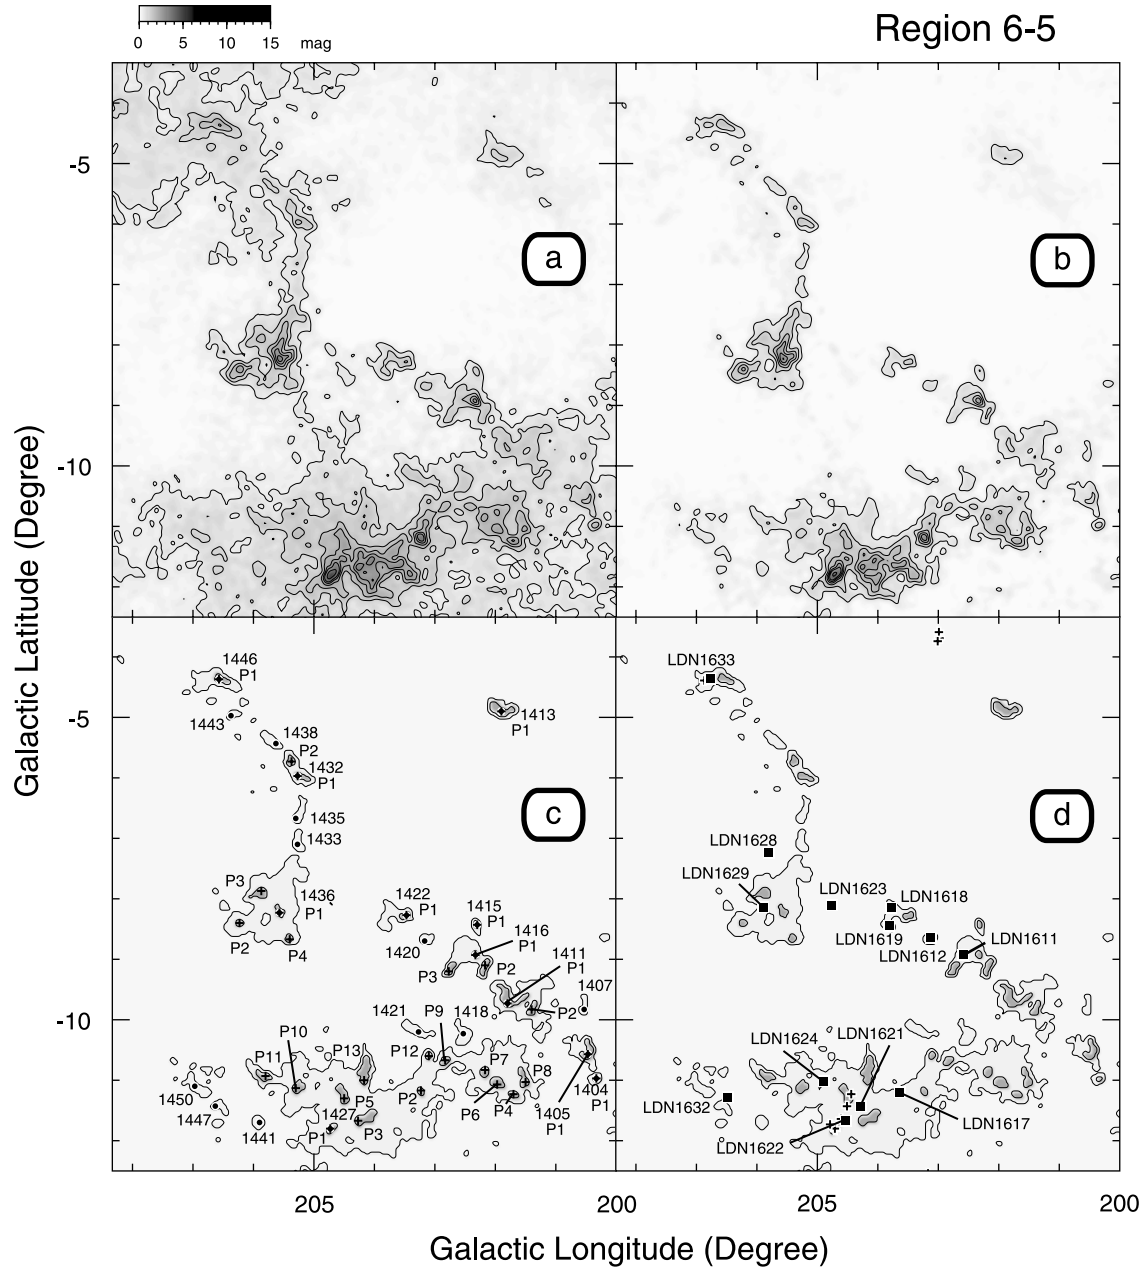 Region 6-5
0 5 10 15 mag
-5
-10
a
b
Galactic Latitude (Degree)
1446
P1
1443
1438
P2
1432
P1
1435
1433
1413
P1
P3
1436
P1
P2
P4
1422
P1
1415
P1
1420
1416
P1
P3
P2
1411
P1
1407
P2
1421
P9
1418
P10
P13
P12
P7
P11
P8
P5
P2
P6
P4
1404
P1
1405
P1
1450
1447
1441
1427
P1
P3
c
-5
-10
LDN1633
LDN1628
LDN1629
LDN1623
LDN1618
LDN1619
LDN1612
LDN1611
LDN1621
LDN1624
LDN1632
LDN1622
LDN1617
d
205 200 205 200
Galactic Longitude (Degree)